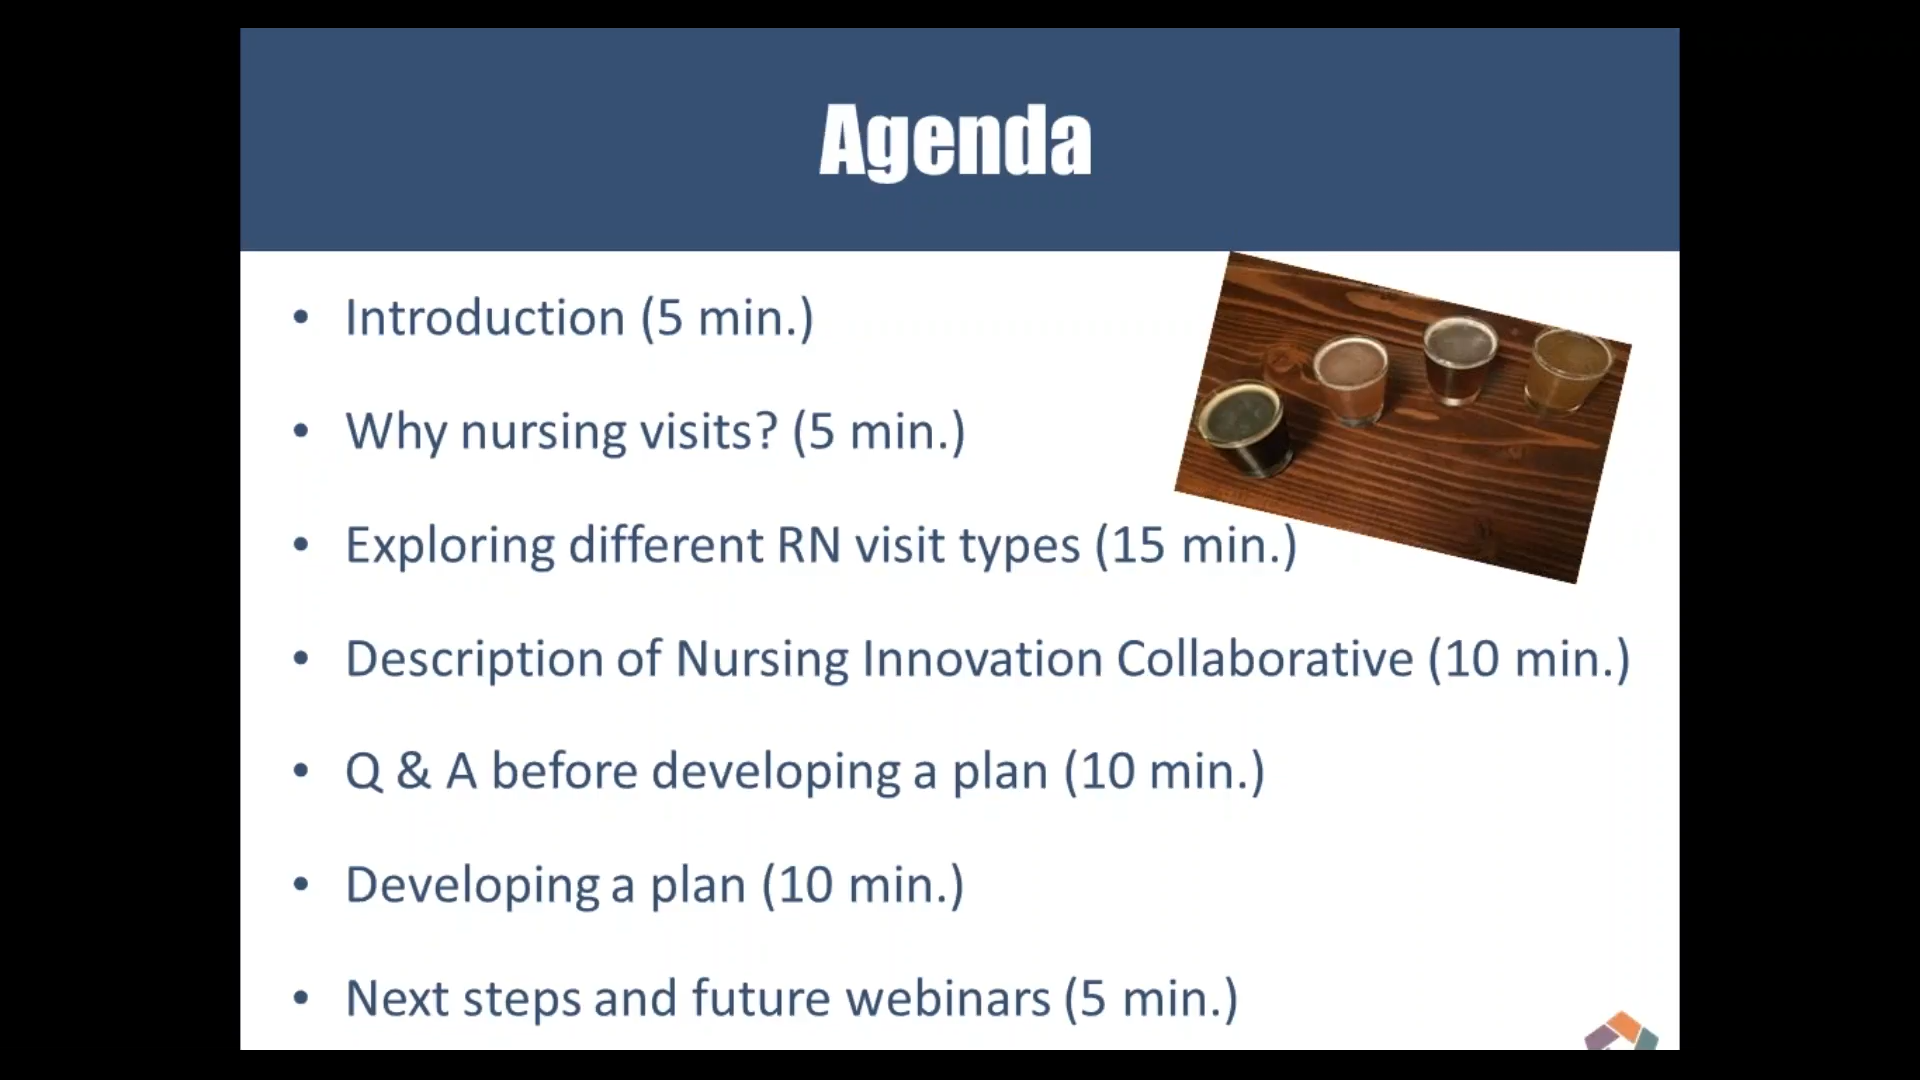 Agenda
• Introduction (5 min.)
• Why nursing visits? (5 min.)
• Exploring different RN visit types (15 min.)
• Description of Nursing Innovation Collaborative (10 min.)
• Q & A before developing a plan (10 min.)
• Developing a plan (10 min.)
• Next steps and future webinars (5 min.)